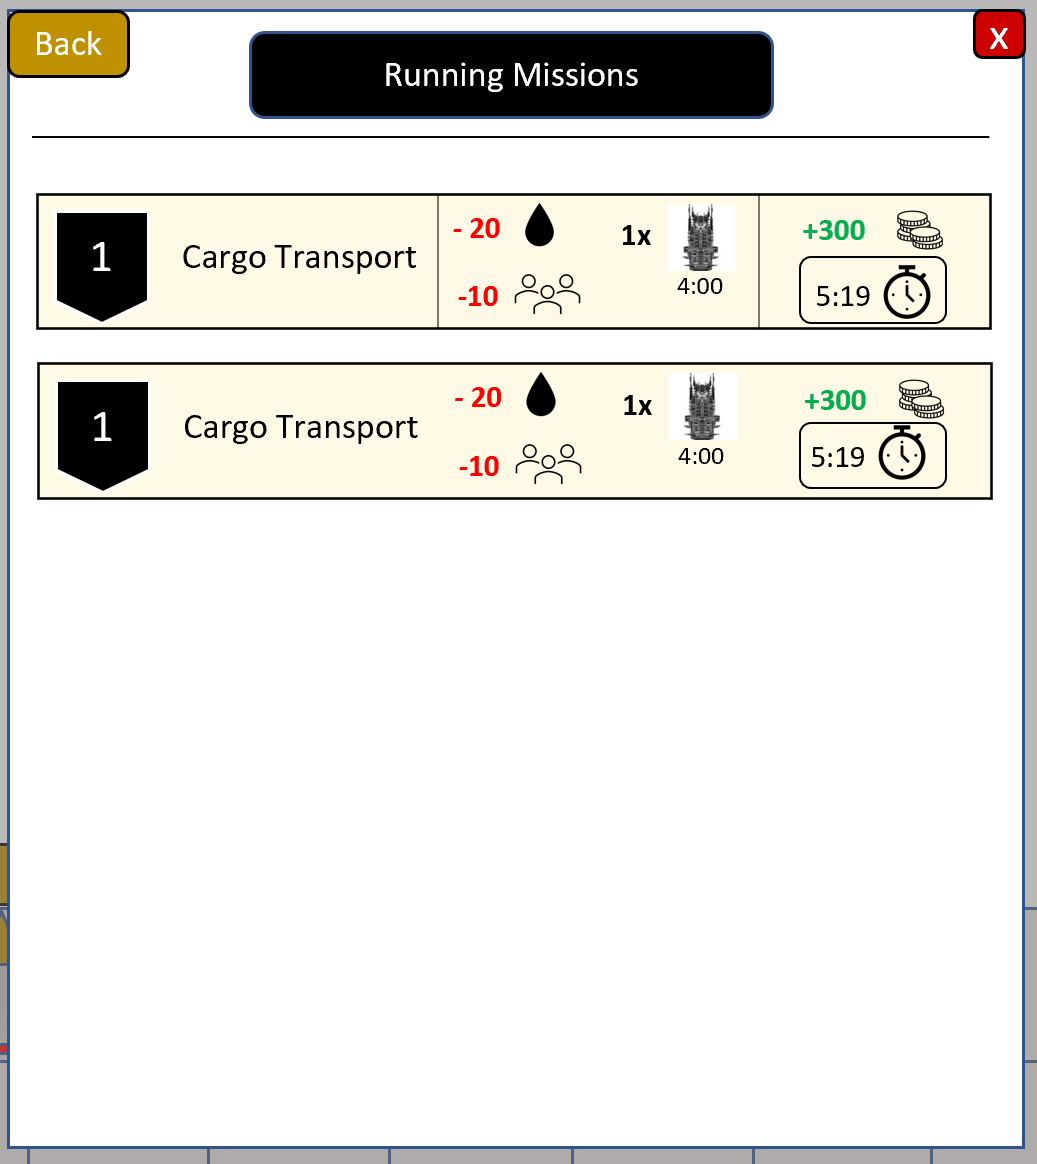 Back
X
Running Missions
1
Cargo Transport
- 20
1x
+300
-10
4:00
5:19
1
Cargo Transport
- 20
1x
+300
-10
4:00
5:19